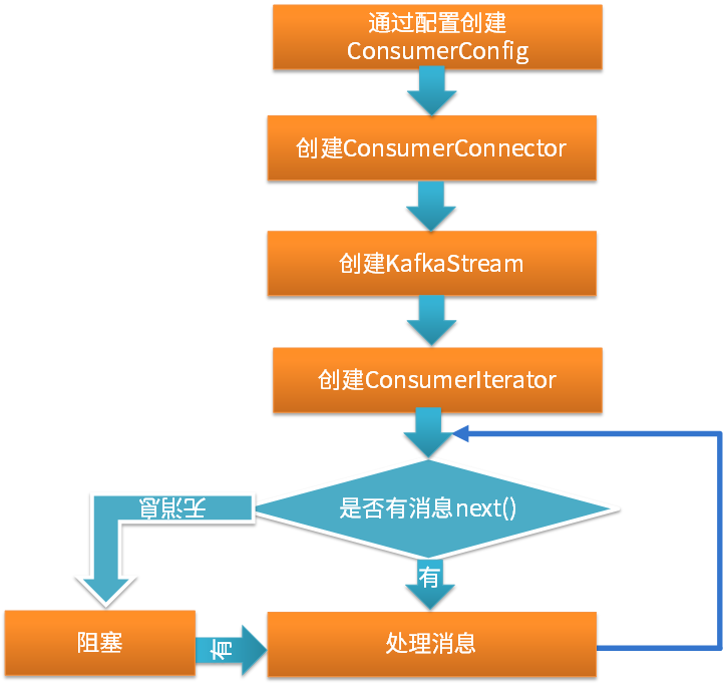 通过配置创建
ConsumerConfig
创建ConsumerConnector
创建KafkaStream
创建ConsumerIterator
是否有消息next()
无消息
有
阻塞
有
处理消息